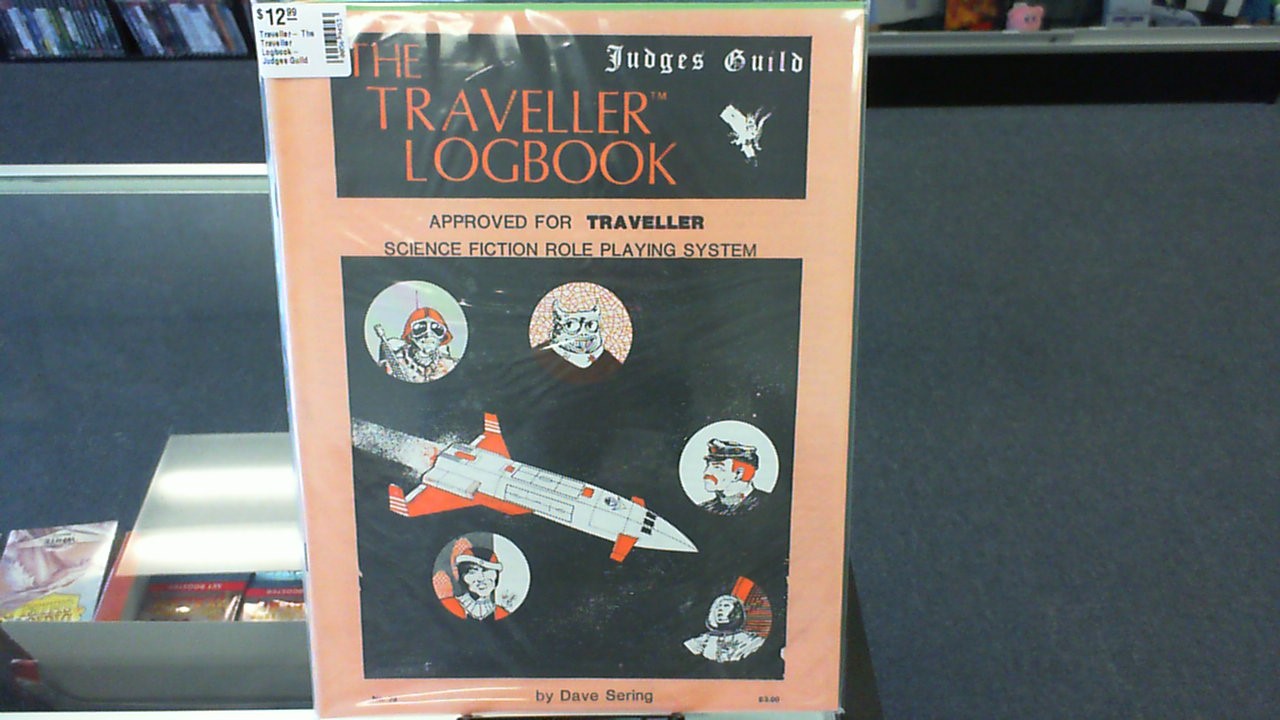 $12.99
Traveller - The
Traveller
Logbook -
Judges Guild
THE
TRAVELLER™
LOGBOOK
Judges Guild
APPROVED FOR TRAVELLER
SCIENCE FICTION ROLE PLAYING SYSTEM
by Dave Sering
$3.00